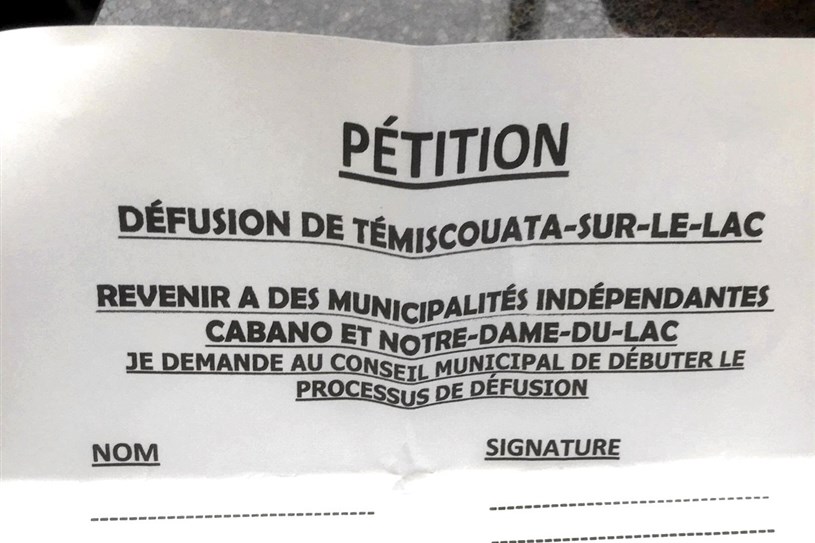 PÉTITION
DÉFUSION DE TÉMISCOUATA-SUR-LE-LAC
REVENIR A DES MUNICIPALITÉS INDÉPENDANTES
CABANO ET NOTRE-DAME-DU-LAC
JE DEMANDE AU CONSEIL MUNICIPAL DE DÉBUTER LE
PROCESSUS DE DÉFUSION
NOM SIGNATURE